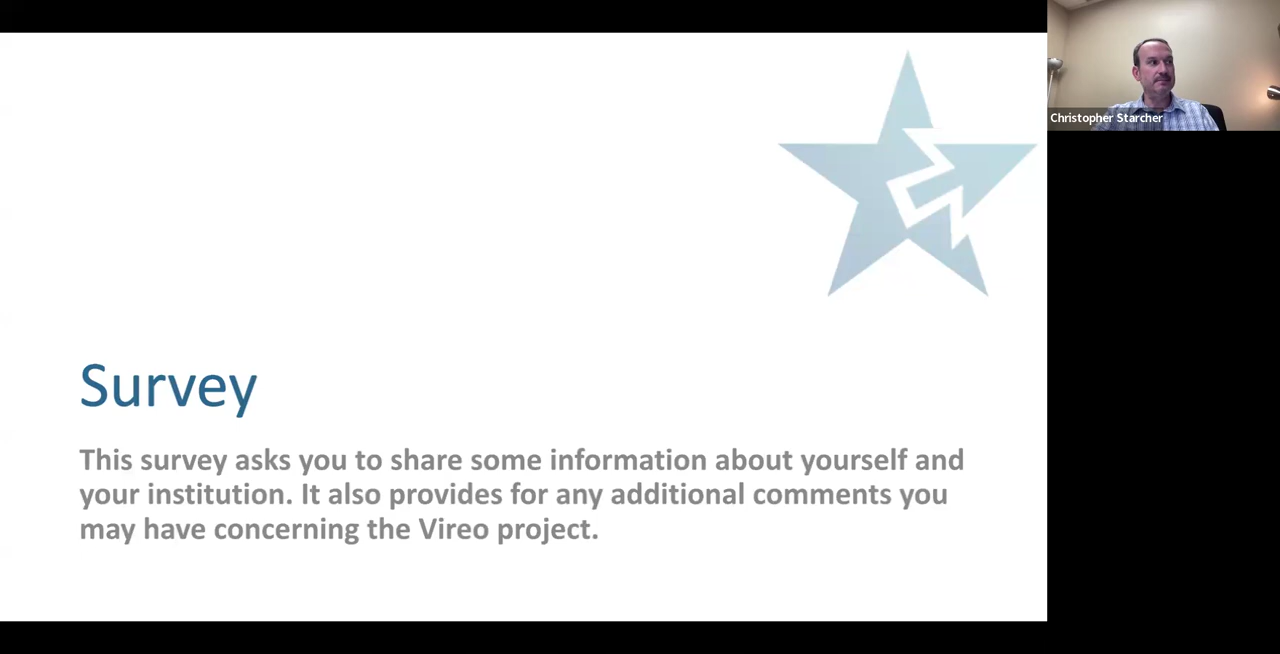 Christopher Starcher
Survey
This survey asks you to share some information about yourself and
your institution. It also provides for any additional comments you
may have concerning the Vireo project.